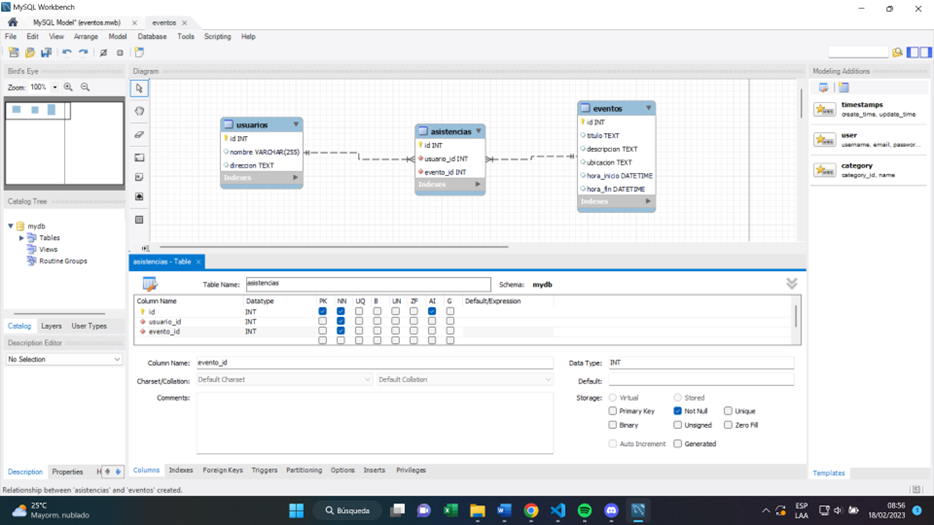 MySQL Workbench
MySQL Model* (eventos.mwb) ×
eventos ×
File Edit View Arrange Model Database Tools Scripting Help
Bird's Eye
Zoom: 100%
Diagram
usuarios
id INT
nombre VARCHAR(255)
direccion TEXT
Indexes
asistencias
id INT
usuario_id INT
evento_id INT
Indexes
eventos
id INT
titulo TEXT
descripcion TEXT
ubicacion TEXT
hora_inicio DATETIME
hora_fin DATETIME
Indexes
Modeling Additions
timestamps
create_time, update_time
user
username, email, passwor...
category
category_id, name
Catalog Tree
mydb
Tables
Views
Routine Groups
Catalog Layers User Types
Description Editor
No Selection
Description Properties H
asistencias - Table ×
Table Name: asistencias Schema: mydb
Column Name Datatype PK NN UQ B UN ZF AI G Default/Expression
id INT
usuario_id INT
evento_id INT
Column Name: evento_id Data Type: INT
Charset/Collation: Default Charset Default Collation Default:
Comments: Storage: Virtual Stored
Primary Key Not Null Unique
Binary Unsigned Zero Fill
Auto Increment Generated
Columns Indexes Foreign Keys Triggers Partitioning Options Inserts Privileges
Templates
Relationship between 'asistencias' and 'eventos' created.
25°C
Mayorm. nublado
Búsqueda
ESP
LAA
08:56
18/02/2023